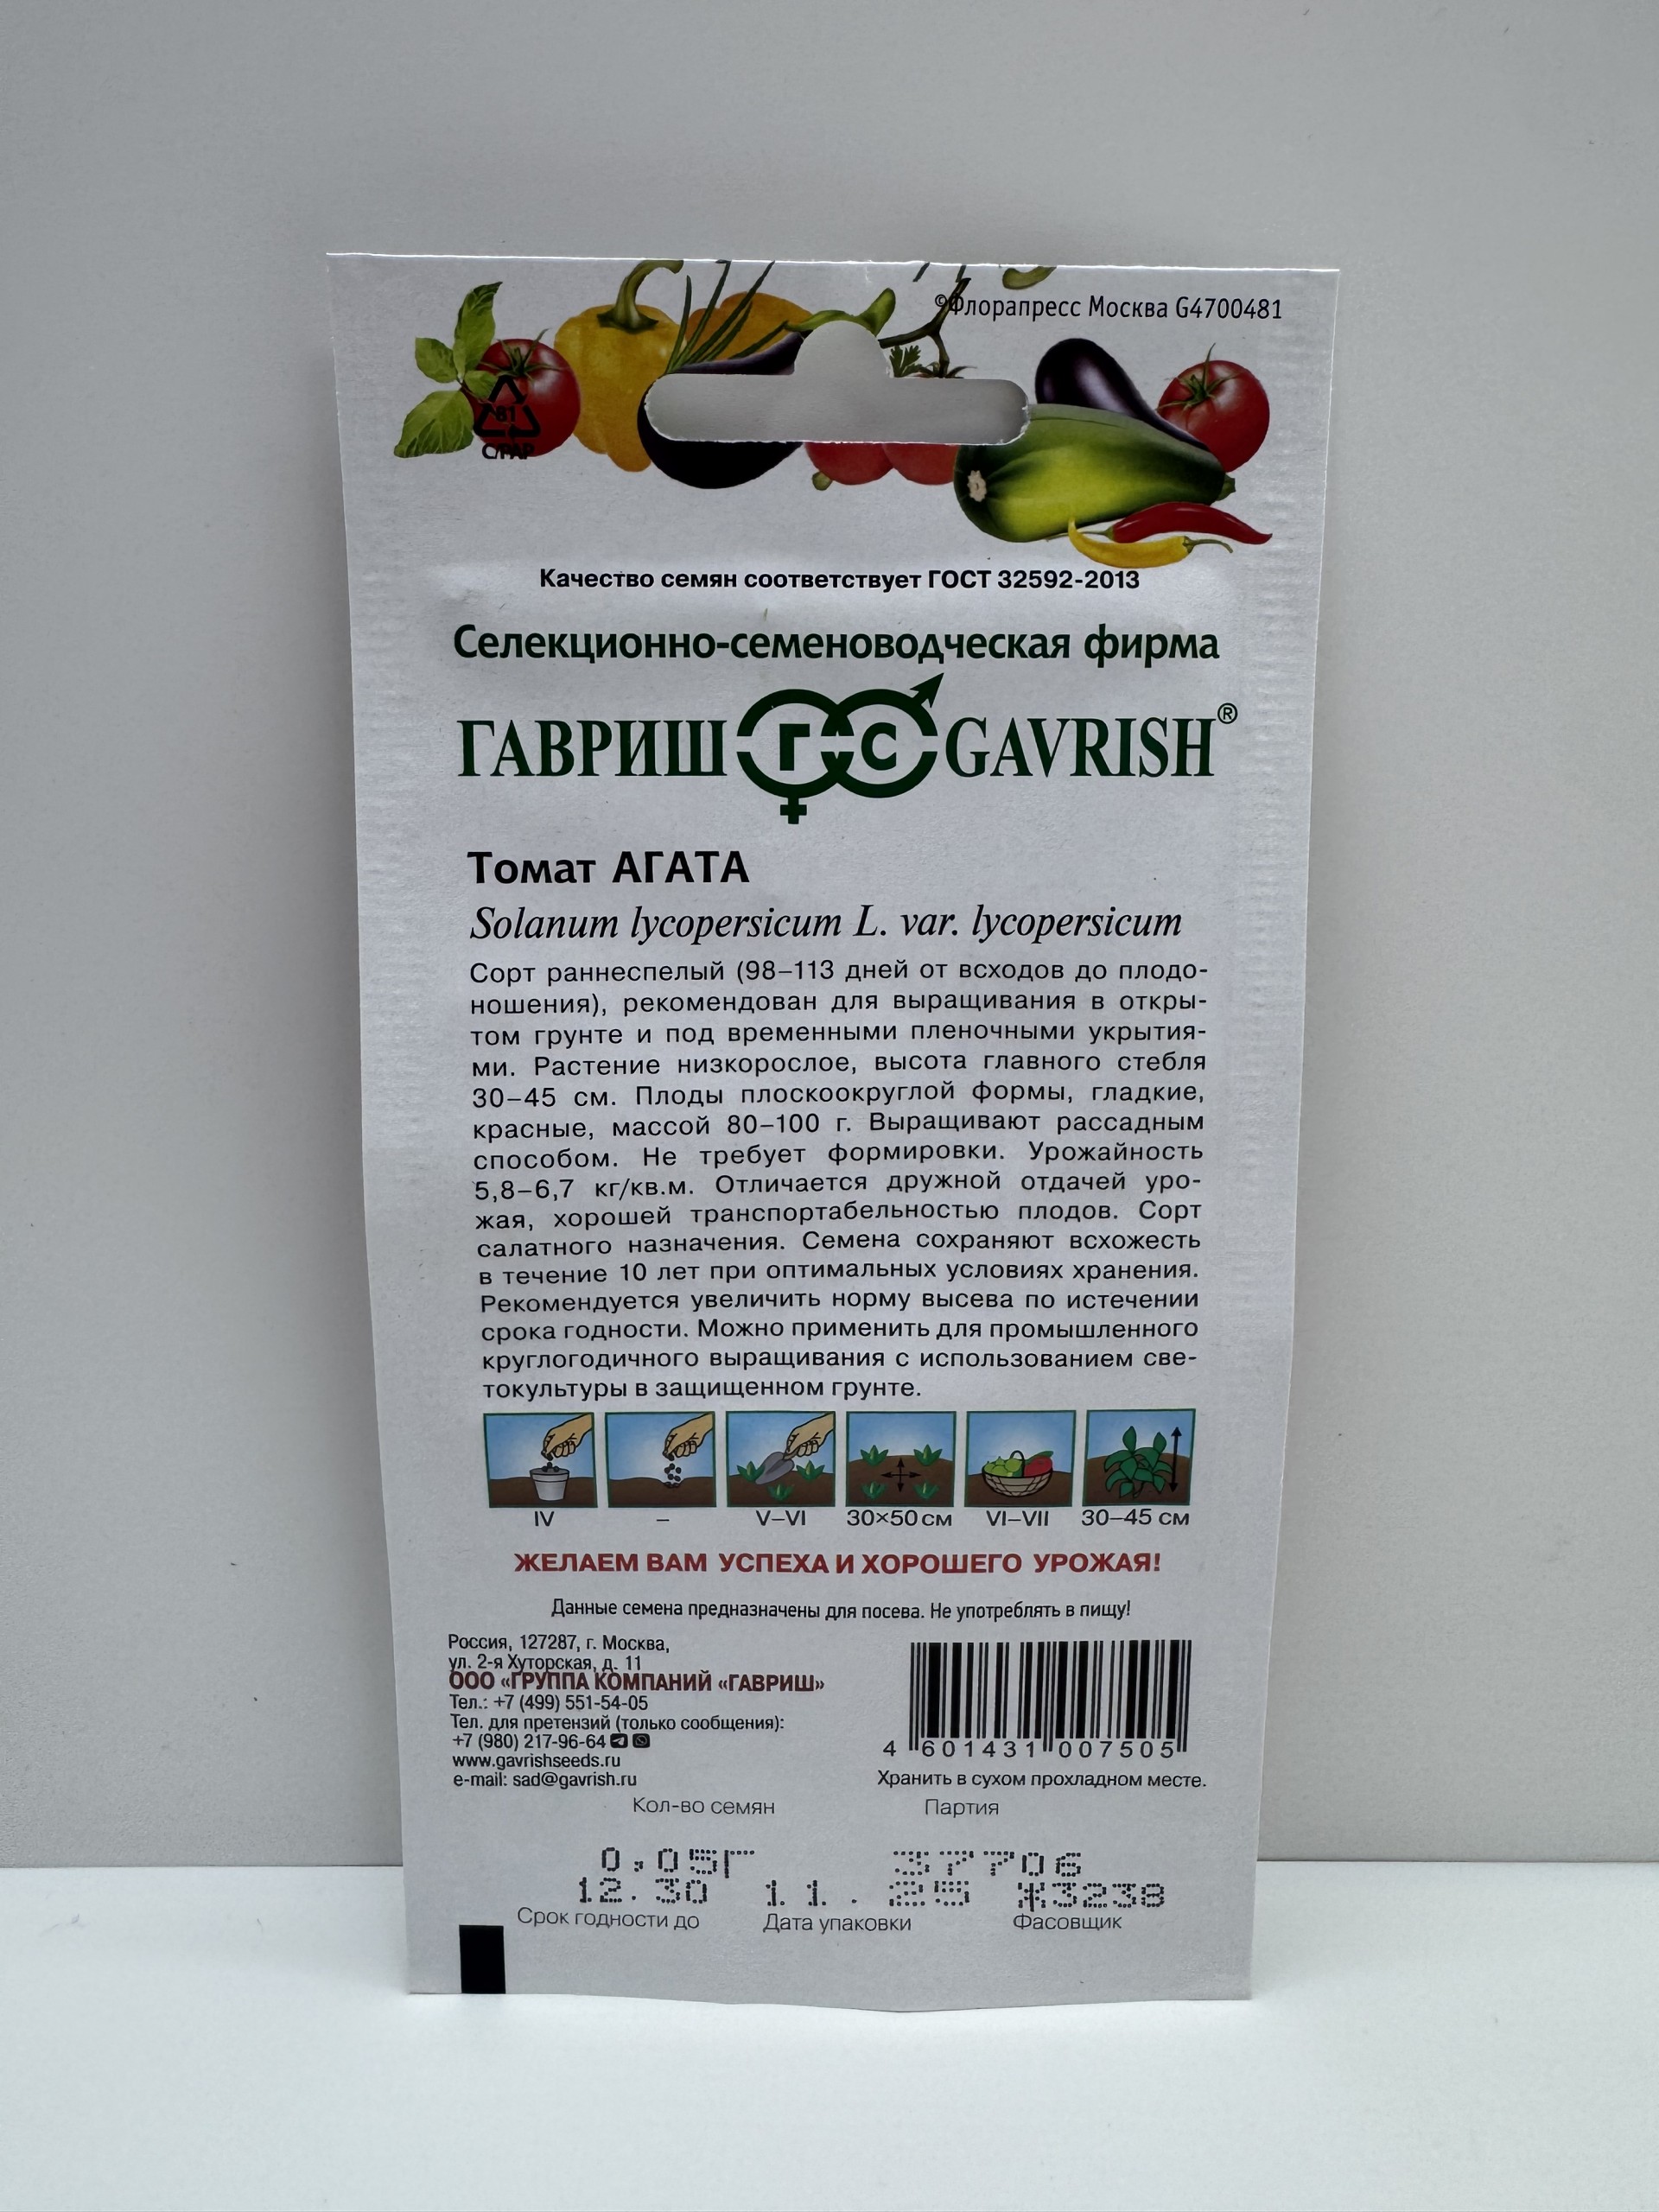 ©Флорапресс Москва G4700481
81
C/PAP
Качество семян соответствует ГОСТ 32592-2013
Селекционно-семеноводческая фирма
ГАВРИШ ГС GAVRISH®
Томат АГАТА
Solanum lycopersicum L. var. lycopersicum
Сорт раннеспелый (98–113 дней от всходов до плодо-
ношения), рекомендован для выращивания в откры-
том грунте и под временными пленочными укрытия-
ми. Растение низкорослое, высота главного стебля
30–45 см. Плоды плоскоокруглой формы, гладкие,
красные, массой 80–100 г. Выращивают рассадным
способом. Не требует формировки. Урожайность
5,8–6,7 кг/кв.м. Отличается дружной отдачей уро-
жая, хорошей транспортабельностью плодов. Сорт
салатного назначения. Семена сохраняют всхожесть
в течение 10 лет при оптимальных условиях хранения.
Рекомендуется увеличить норму высева по истечении
срока годности. Можно применить для промышленного
круглогодичного выращивания с использованием све-
токультуры в защищенном грунте.
IV – V–VI 30×50 см VI–VII 30–45 см
ЖЕЛАЕМ ВАМ УСПЕХА И ХОРОШЕГО УРОЖАЯ!
Данные семена предназначены для посева. Не употреблять в пищу!
Россия, 127287, г. Москва,
ул. 2-я Хуторская, д. 11
ООО «ГРУППА КОМПАНИЙ «ГАВРИШ»
Тел.: +7 (499) 551-54-05
Тел. для претензий (только сообщения):
+7 (980) 217-96-64
www.gavrishseeds.ru
e-mail: sad@gavrish.ru
4 601431 007505
Хранить в сухом прохладном месте.
Кол-во семян Партия
0,05Г 37706
12.30 11.25 Ж3238
Срок годности до Дата упаковки Фасовщик